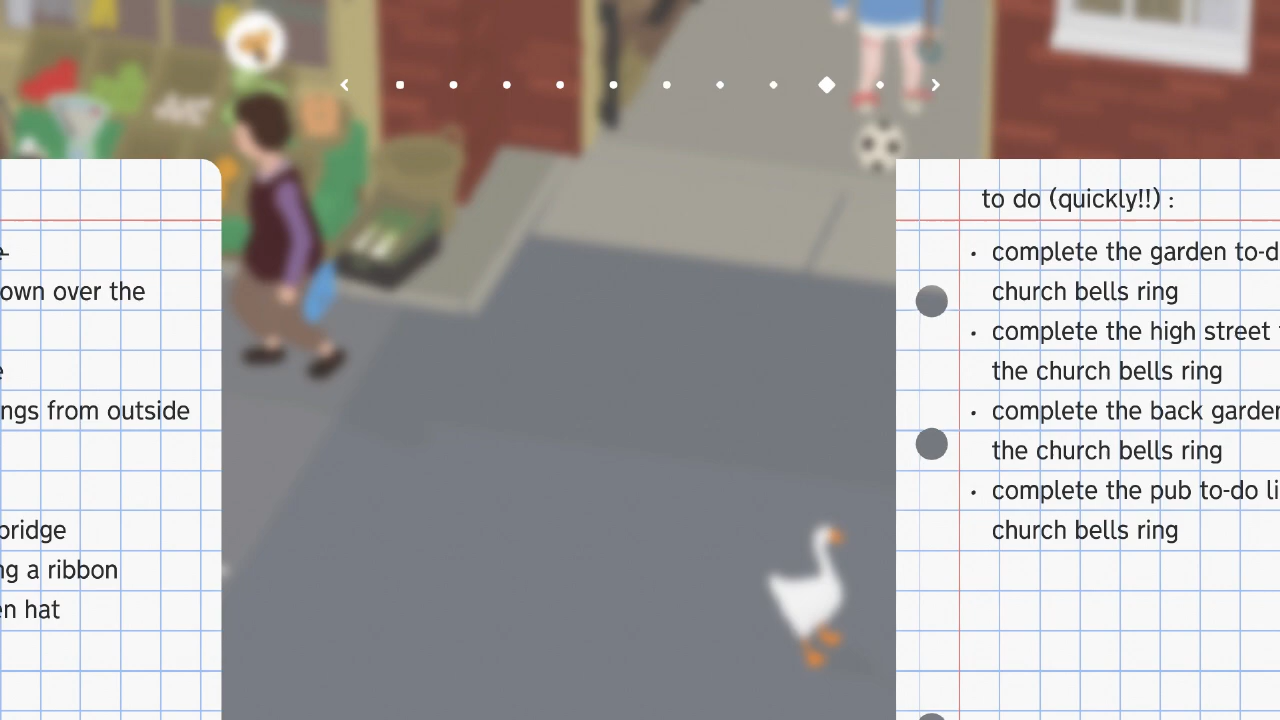 own over the
ngs from outside
bridge
ng a ribbon
en hat
to do (quickly!!) :
• complete the garden to-d
church bells ring
• complete the high street
the church bells ring
• complete the back garden
the church bells ring
• complete the pub to-do li
church bells ring